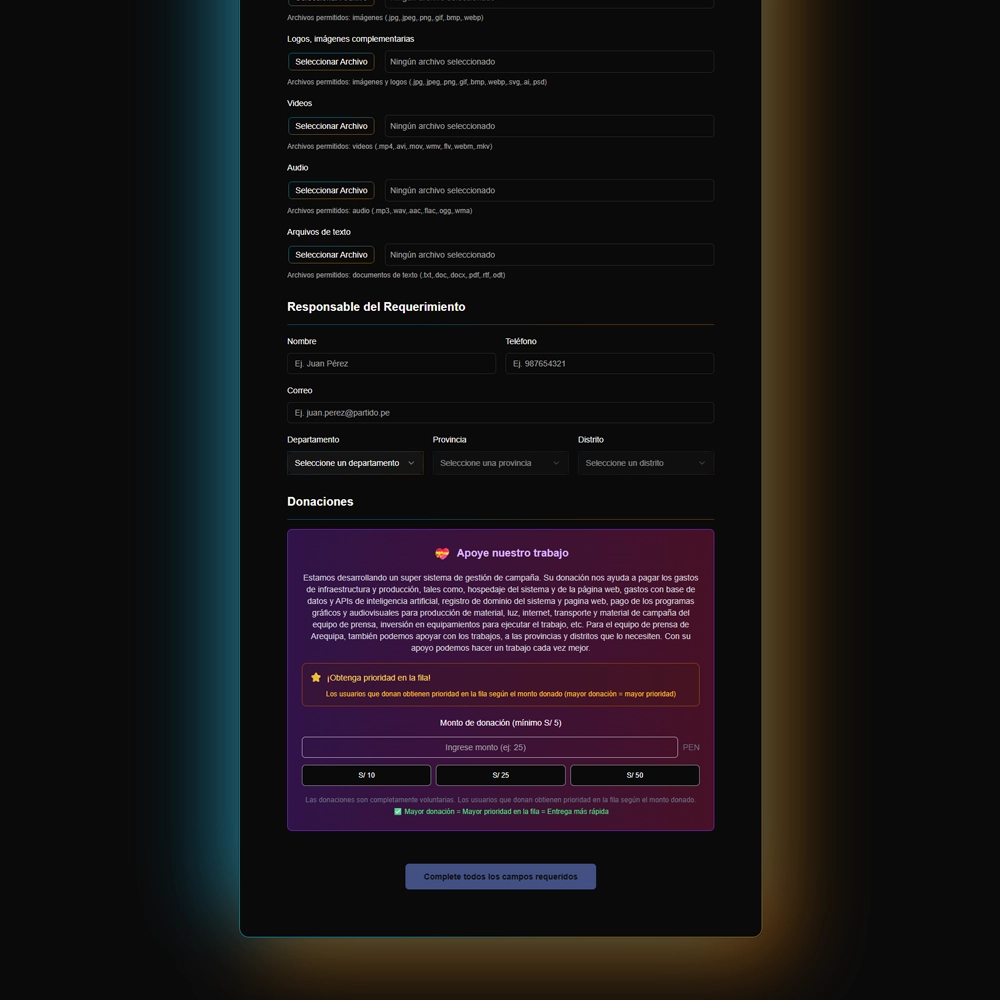 Archivos permitidos: imágenes (.jpg,.jpeg,.png,.gif,.bmp,.webp)
Logos, imágenes complementarias
Seleccionar Archivo Ningún archivo seleccionado
Archivos permitidos: imágenes y logos (.jpg,.jpeg,.png,.gif,.bmp,.webp,.svg,.ai,.psd)
Videos
Seleccionar Archivo Ningún archivo seleccionado
Archivos permitidos: videos (.mp4,.avi,.mov,.wmv,.flv,.webm,.mkv)
Audio
Seleccionar Archivo Ningún archivo seleccionado
Archivos permitidos: audio (.mp3,.wav,.aac,.flac,.ogg,.wma)
Arquivos de texto
Seleccionar Archivo Ningún archivo seleccionado
Archivos permitidos: documentos de texto (.txt,.doc,.docx,.pdf,.rtf,.odt)
Responsable del Requerimiento
Nombre Teléfono
Ej. Juan Pérez Ej. 987654321
Correo
Ej. juan.perez@partido.pe
Departamento Provincia Distrito
Seleccione un departamento Seleccione una provincia Seleccione un distrito
Donaciones
Apoye nuestro trabajo
Estamos desarrollando un super sistema de gestión de campaña. Su donación nos ayuda a pagar los gastos
de infraestructura y producción, tales como, hospedaje del sistema y de la página web, gastos con base de
datos y APIs de inteligencia artificial, registro de dominio del sistema y pagina web, pago de los programas
gráficos y audiovisuales para producción de material, luz, internet, transporte y material de campaña del
equipo de prensa, inversión en equipamientos para ejecutar el trabajo, etc. Para el equipo de prensa de
Arequipa, también podemos apoyar con los trabajos, a las provincias y distritos que lo necesiten. Con su
apoyo podemos hacer un trabajo cada vez mejor.
¡Obtenga prioridad en la fila!
Los usuarios que donan obtienen prioridad en la fila según el monto donado (mayor donación = mayor prioridad)
Monto de donación (mínimo S/ 5)
Ingrese monto (ej: 25) PEN
S/ 10 S/ 25 S/ 50
Las donaciones son completamente voluntarias. Los usuarios que donan obtienen prioridad en la fila según el monto donado.
✅ Mayor donación = Mayor prioridad en la fila = Entrega más rápida
Complete todos los campos requeridos